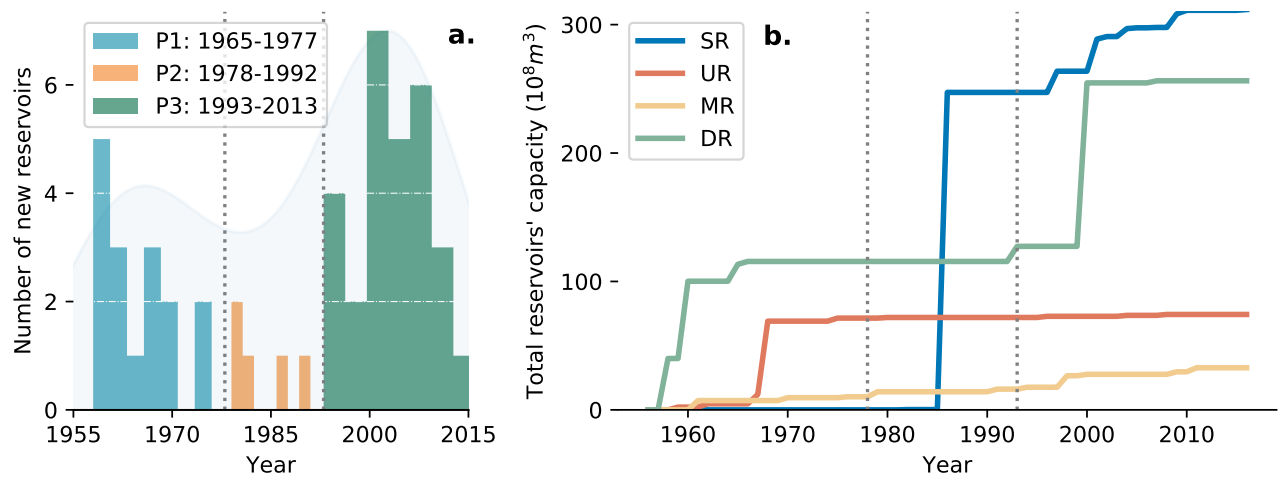 a.
P1: 1965-1977
P2: 1978-1992
P3: 1993-2013
Number of new reservoirs
6
4
2
0
1955 1970 1985 2000 2015
Year
b.
SR
UR
MR
DR
Total reservoirs' capacity (10⁸m³)
300
200
100
0
1960 1970 1980 1990 2000 2010
Year